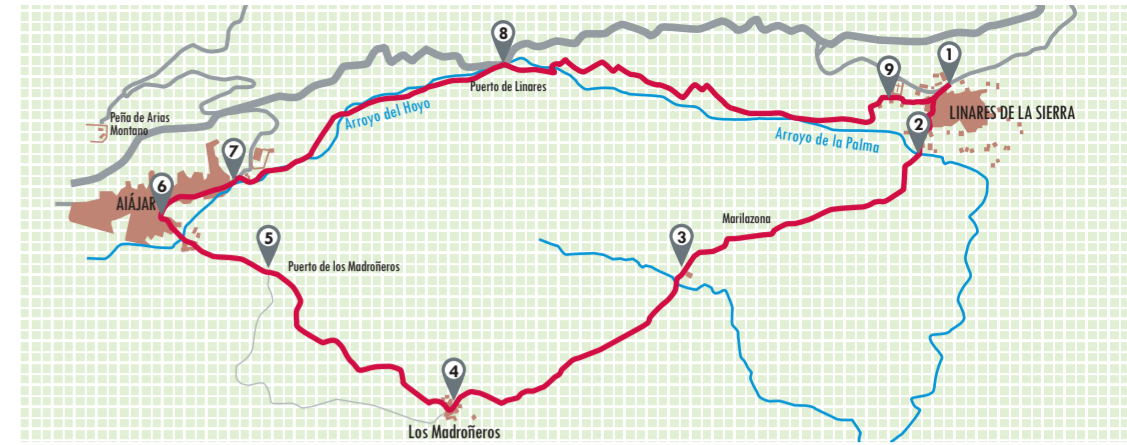 8
1
9
Puerto de Linares
LINARES DE LA SIERRA
Peña de Arias
Montano
Arroyo del Hoyo
2
Arroyo de la Palma
7
6
AlÁJAR
Marilazona
5
3
Puerto de los Madroñeros
4
Los Madroñeros